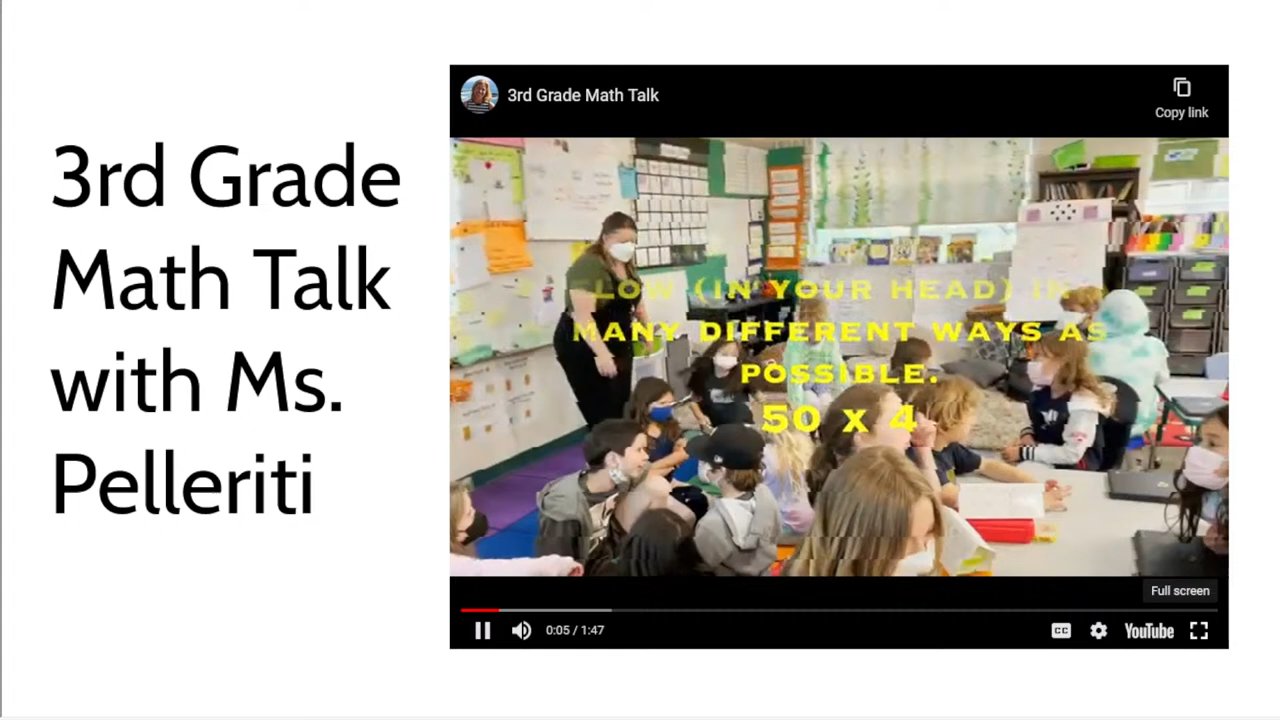 3rd Grade
Math Talk
with Ms.
Pelleriti
3rd Grade Math Talk
Copy link
(IN YOUR HEAD)
MANY DIFFERENT WAYS AS
POSSIBLE.
50 x 4
Full screen
0:05 / 1:47
CC
YouTube